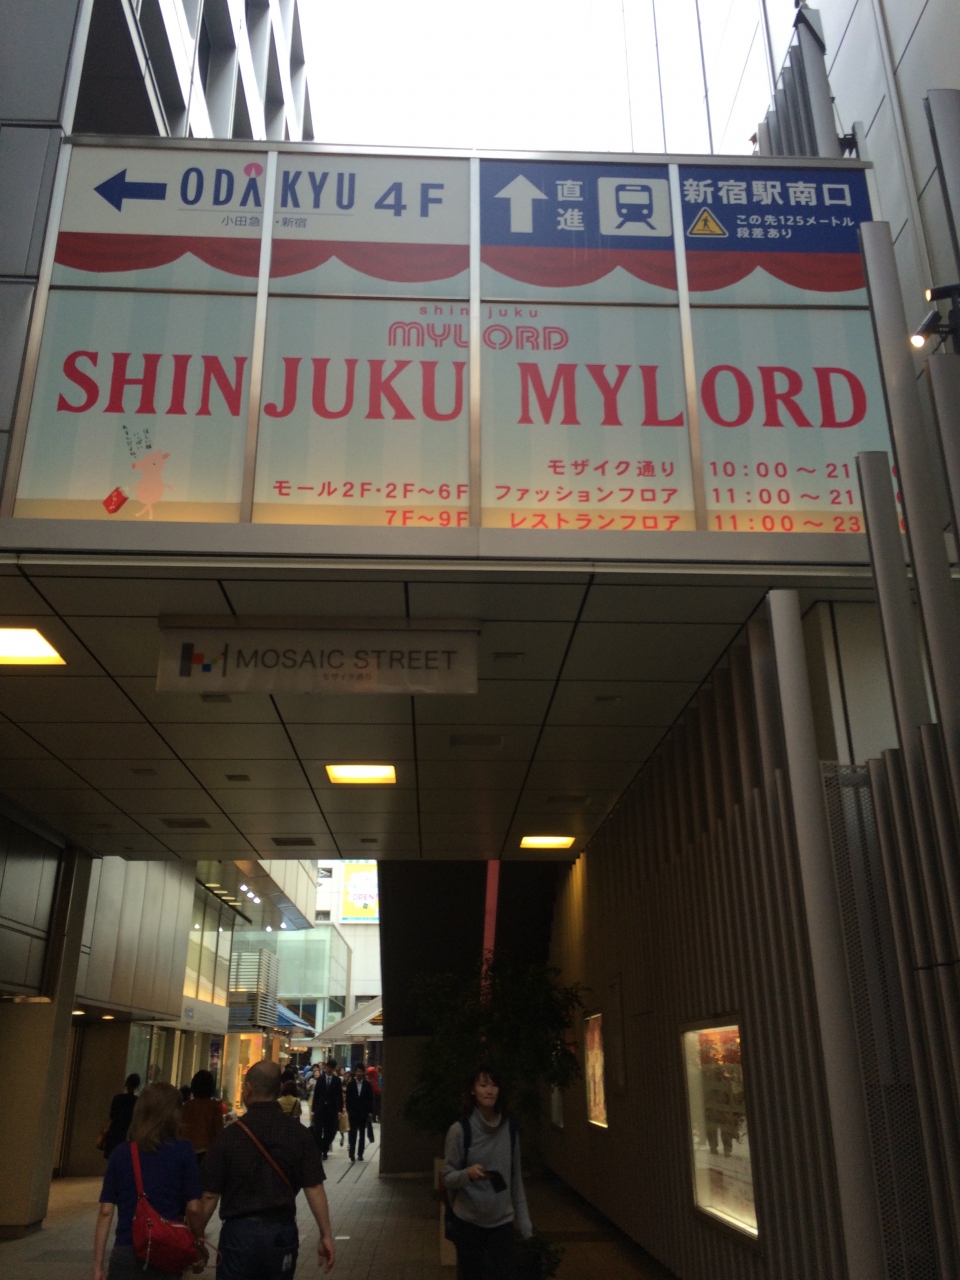 ODAKYU 4F
小田急・新宿
直進
新宿駅南口
この先125メートル
段差あり
shinjuku
MYLORD
SHINJUKU MYLORD
モザイク通り 10:00～21
モール2F・2F～6F ファッションフロア 11:00～21
7F～9F レストランフロア 11:00～23
MOSAIC STREET
モザイク通り